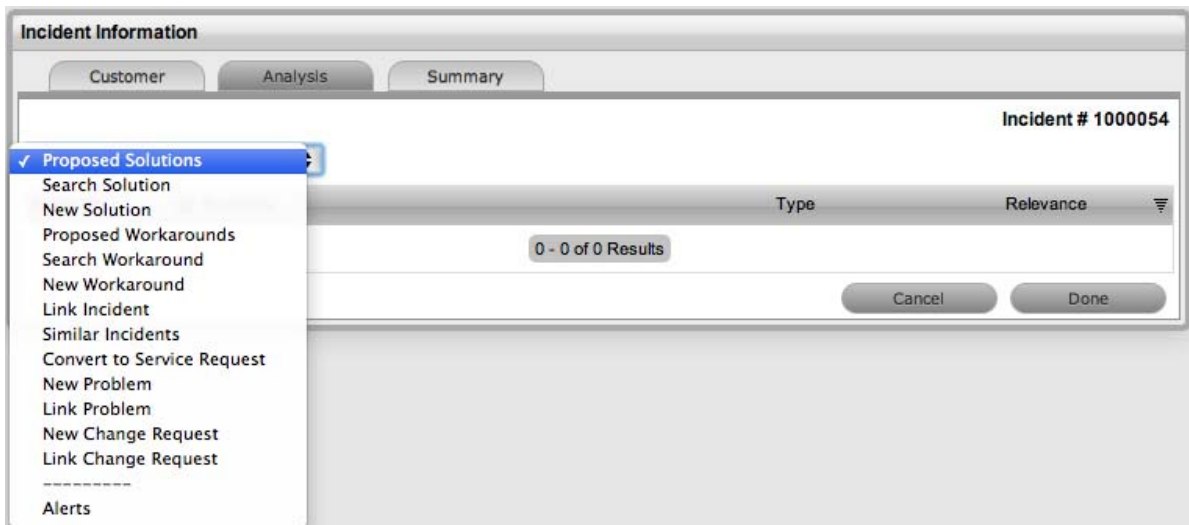 Incident Information
Customer Analysis Summary
Incident # 1000054
✓ Proposed Solutions
Search Solution
New Solution
Proposed Workarounds
Search Workaround
New Workaround
Link Incident
Similar Incidents
Convert to Service Request
New Problem
Link Problem
New Change Request
Link Change Request
---------
Alerts
Type Relevance
0 - 0 of 0 Results
Cancel Done